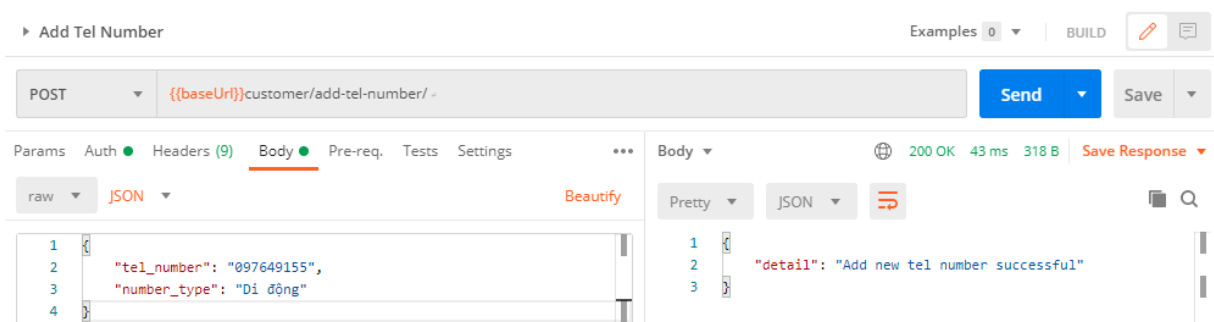 Add Tel Number Examples 0 BUILD
POST {{baseUrl}}customer/add-tel-number/ Send Save
Params Auth Headers (9) Body Pre-req. Tests Settings ••• Body 200 OK 43 ms 318 B Save Response
raw JSON Beautify Pretty JSON
1 {
2 "tel_number": "097649155",
3 "number_type": "Di động"
4 }
1 {
2 "detail": "Add new tel number successful"
3 }